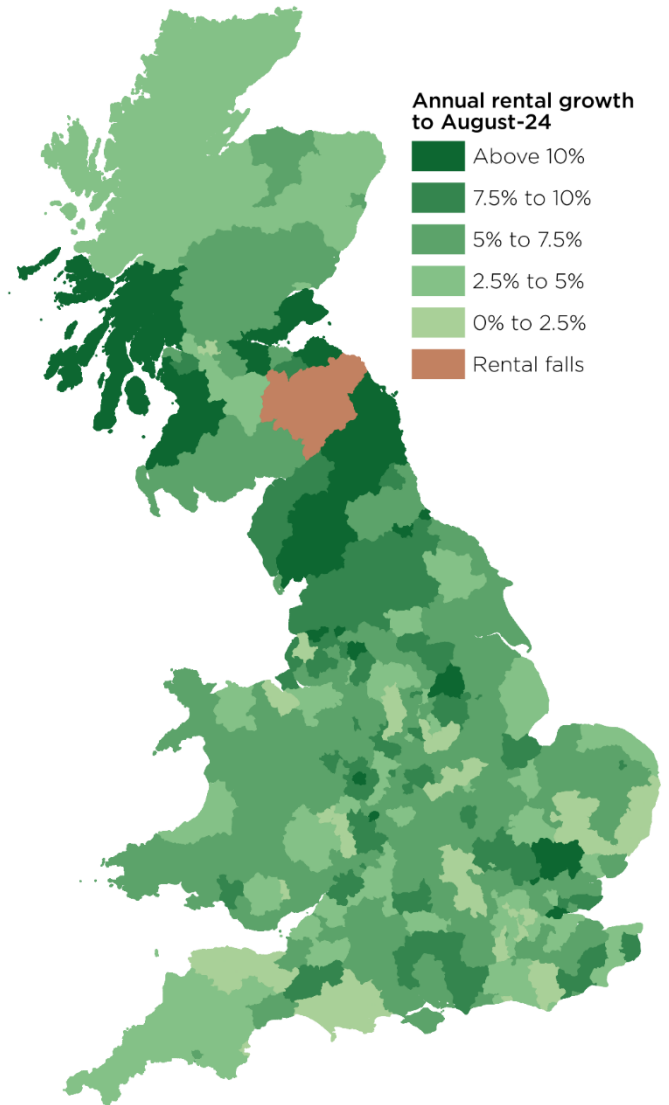 Annual rental growth
to August-24
Above 10%
7.5% to 10%
5% to 7.5%
2.5% to 5%
0% to 2.5%
Rental falls